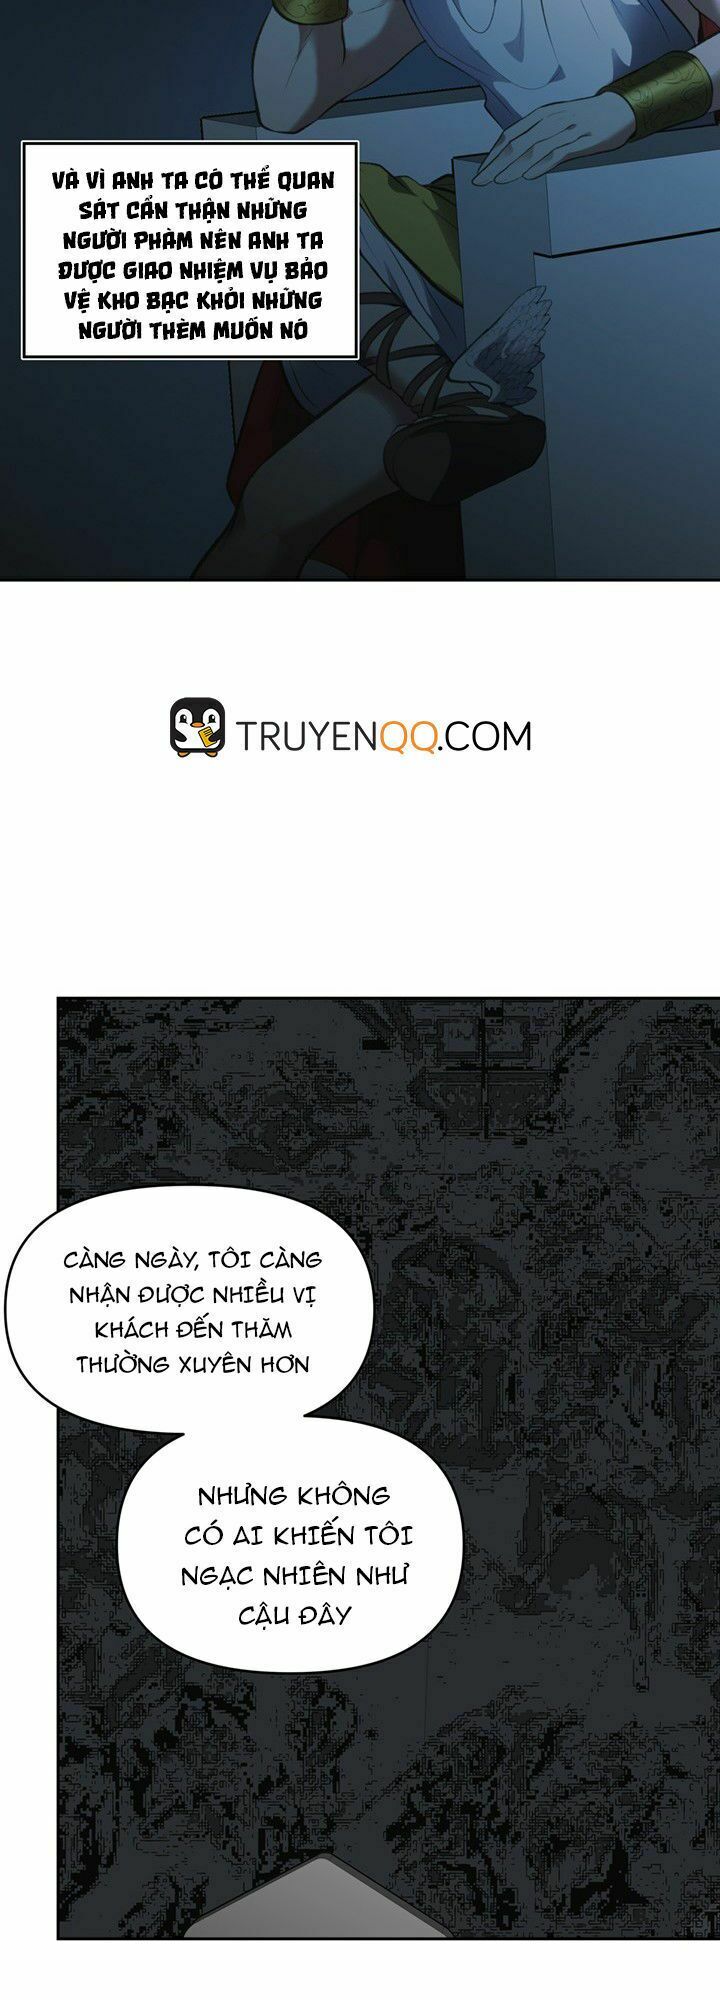 VÀ VÌ ANH TA CÓ THỂ QUAN
SÁT CẨN THẬN NHỮNG
NGƯỜI PHÀM NÊN ANH TA
ĐƯỢC GIAO NHIỆM VỤ BẢO
VỆ KHO BẠC KHỎI NHỮNG
NGƯỜI THÈM MUỐN NÓ
TRUYENQQ.COM
CÀNG NGÀY, TÔI CÀNG
NHẬN ĐƯỢC NHIỀU VỊ
KHÁCH ĐẾN THĂM
THƯỜNG XUYÊN HƠN
NHƯNG KHÔNG
CÓ AI KHIẾN TÔI
NGẠC NHIÊN NHƯ
CẬU ĐÂY